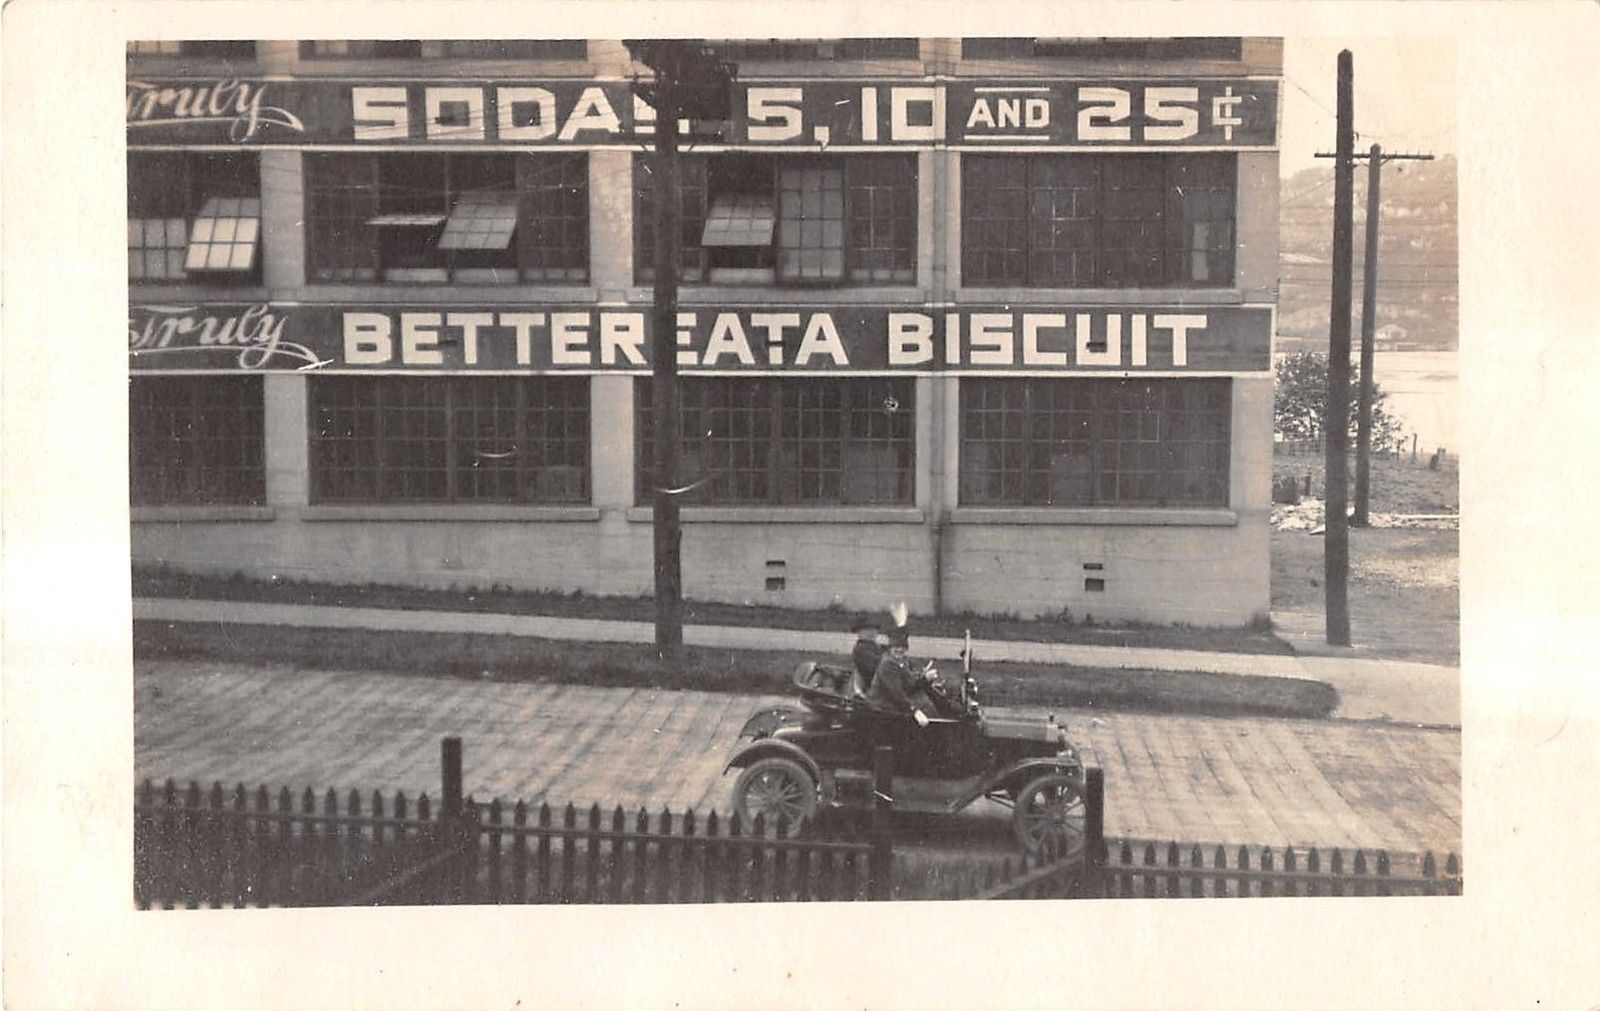 Truly SODAS 5, 10 AND 25¢
Truly BETTEREATA BISCUIT